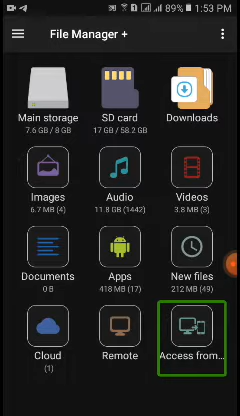 89% 1:53 PM
File Manager +
Main storage
7.6 GB / 8 GB
SD card
17 GB / 58.2 GB
Downloads
Images
6.7 MB (4)
Audio
11.8 GB (1442)
Videos
3.8 MB (3)
Documents
0 B
Apps
418 MB (17)
New files
212 MB (49)
Cloud
(1)
Remote
Access from...